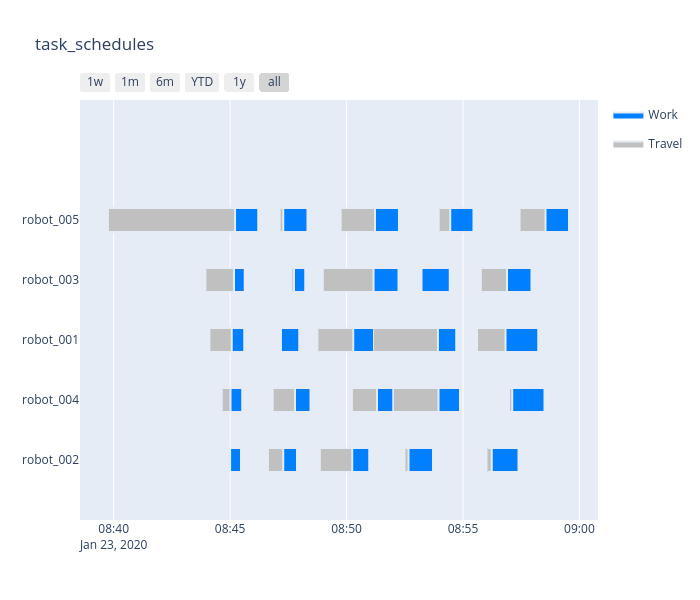 task_schedules
1w 1m 6m YTD 1y all
Work
Travel
robot_005
robot_003
robot_001
robot_004
robot_002
08:40 08:45 08:50 08:55 09:00
Jan 23, 2020